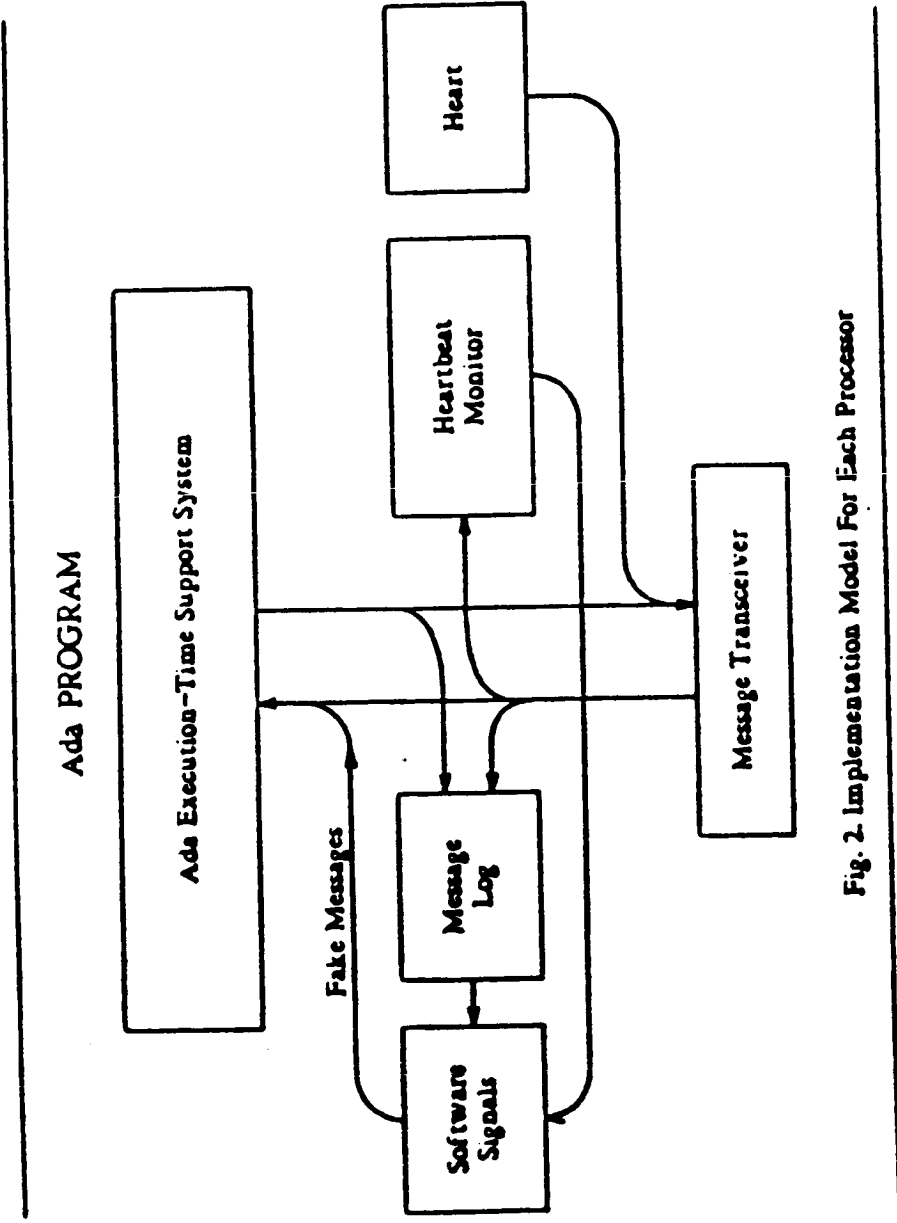 Ada PROGRAM
Ada Execution-Time Support System
Fake Messages
Software
Signals
Message
Log
Heartbeat
Monitor
Heart
Message Transceiver
Fig. 2. Implementation Model For Each Processor